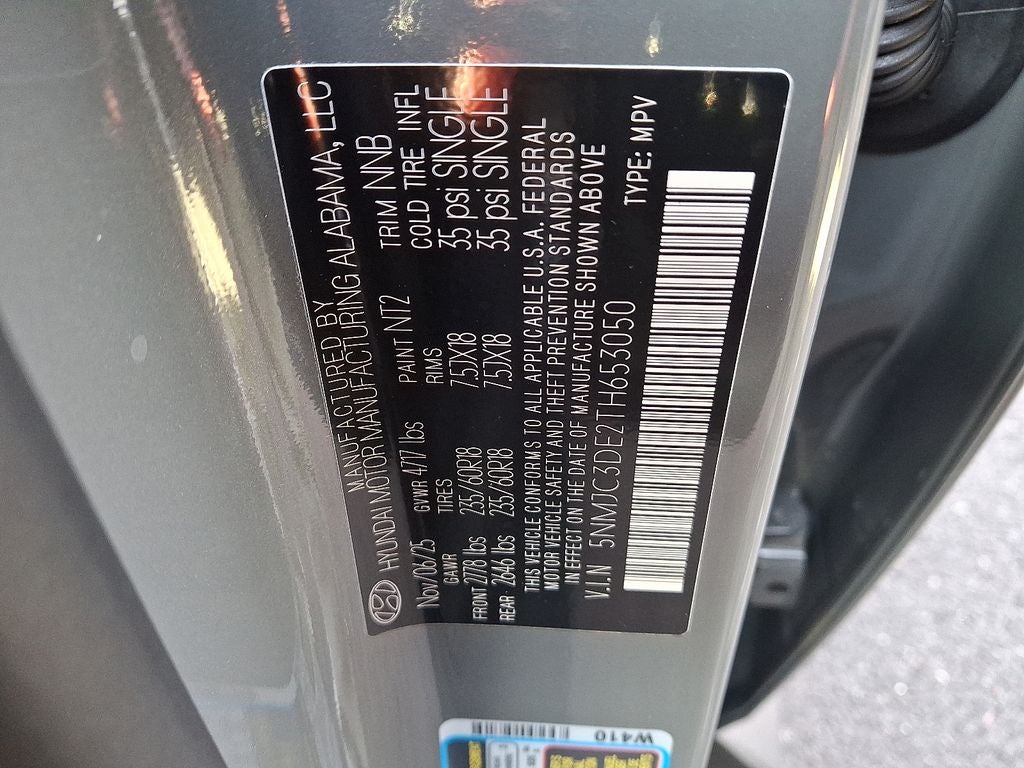 MANUFACTURED BY
HYUNDAI MOTOR MANUFACTURING ALABAMA, LLC
Nov/06/25 GVWR 4717 lbs PAINT NT2 TRIM NNB
GAWR TIRES RIMS COLD TIRE INFL
FRONT 2778 lbs 235/60R18 7.5JX18 35 psi SINGLE
REAR 2646 lbs 235/60R18 7.5JX18 35 psi SINGLE
THIS VEHICLE CONFIRMS TO ALL APPLICABLE U.S.A. FEDERAL
MOTOR VEHICLE SAFETY AND THEFT PREVENTION STANDARDS
IN EFFECT ON THE DATE OF MANUFACTURE SHOWN ABOVE
V.I.N 5NMJC3DE2TH653050 TYPE: MPV
W410